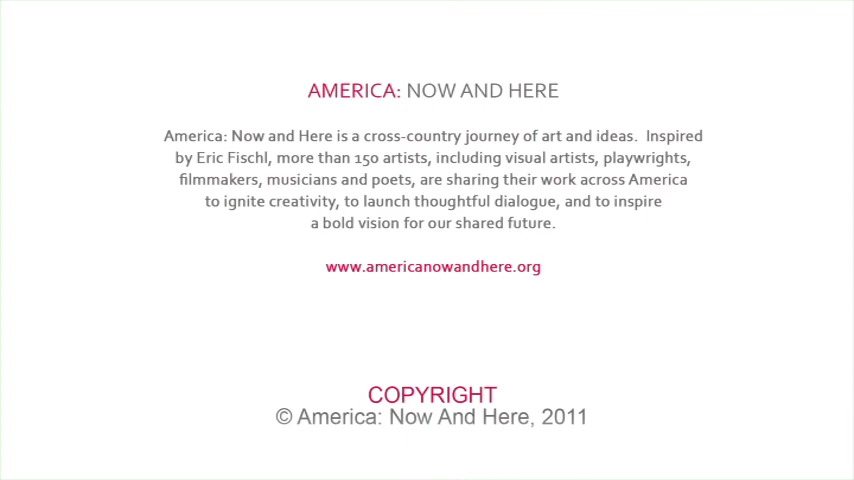 AMERICA: NOW AND HERE
America: Now and Here is a cross-country journey of art and ideas.  Inspired
by Eric Fischl, more than 150 artists, including visual artists, playwrights,
filmmakers, musicians and poets, are sharing their work across America
to ignite creativity, to launch thoughtful dialogue, and to inspire
a bold vision for our shared future.
www.americanowandhere.org
COPYRIGHT
© America: Now And Here, 2011